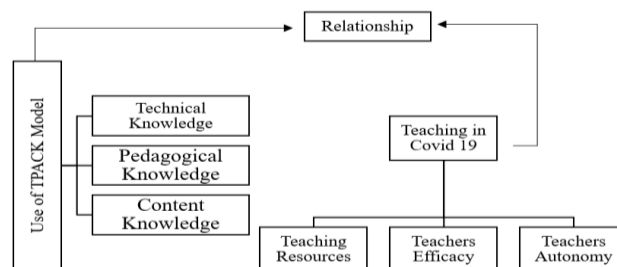 Relationship
Use of TPACK Model
Technical
Knowledge
Pedagogical
Knowledge
Content
Knowledge
Teaching in
Covid 19
Teaching
Resources
Teachers
Efficacy
Teachers
Autonomy